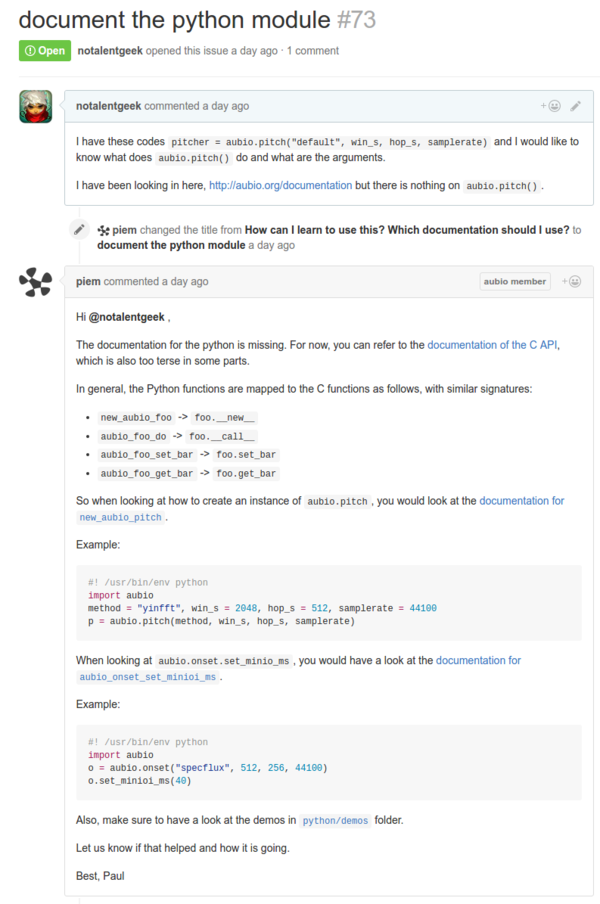 document the python module #73
Open notalentgeek opened this issue a day ago · 1 comment
notalentgeek commented a day ago
I have these codes pitcher = aubio.pitch("default", win_s, hop_s, samplerate) and I would like to
know what does aubio.pitch() do and what are the arguments.
I have been looking in here, http://aubio.org/documentation but there is nothing on aubio.pitch() .
piem changed the title from How can I learn to use this? Which documentation should I use? to
document the python module a day ago
piem commented a day ago aubio member
Hi @notalentgeek ,
The documentation for the python is missing. For now, you can refer to the documentation of the C API,
which is also too terse in some parts.
In general, the Python functions are mapped to the C functions as follows, with similar signatures:
• new_aubio_foo -> foo.__new__
• aubio_foo_do -> foo.__call__
• aubio_foo_set_bar -> foo.set_bar
• aubio_foo_get_bar -> foo.get_bar
So when looking at how to create an instance of aubio.pitch , you would look at the documentation for
new_aubio_pitch .
Example:
#! /usr/bin/env python
import aubio
method = "yinfft", win_s = 2048, hop_s = 512, samplerate = 44100
p = aubio.pitch(method, win_s, hop_s, samplerate)
When looking at aubio.onset.set_minio_ms , you would have a look at the documentation for
aubio_onset_set_minioi_ms .
Example:
#! /usr/bin/env python
import aubio
o = aubio.onset("specflux", 512, 256, 44100)
o.set_minioi_ms(40)
Also, make sure to have a look at the demos in python/demos folder.
Let us know if that helped and how it is going.
Best, Paul